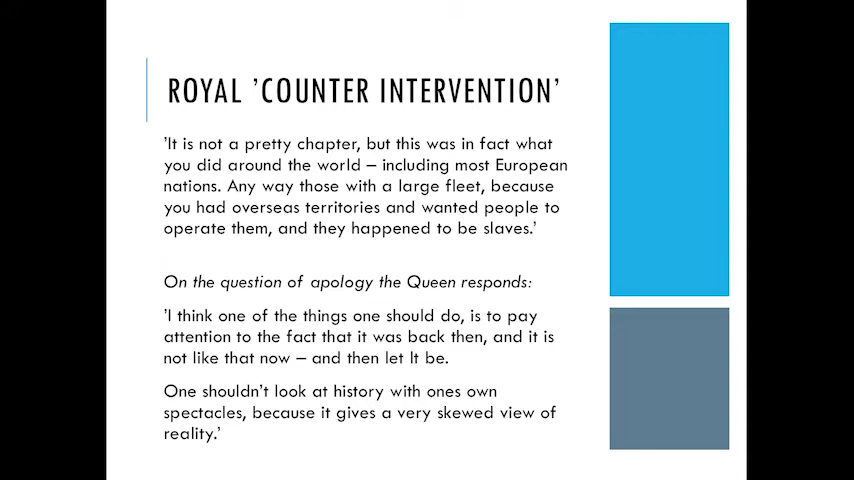 ROYAL ’COUNTER INTERVENTION’
’It is not a pretty chapter, but this was in fact what
you did around the world – including most European
nations. Any way those with a large fleet, because
you had overseas territories and wanted people to
operate them, and they happened to be slaves.’
On the question of apology the Queen responds:
’I think one of the things one should do, is to pay
attention to the fact that it was back then, and it is
not like that now – and then let It be.
One shouldn’t look at history with ones own
spectacles, because it gives a very skewed view of
reality.’